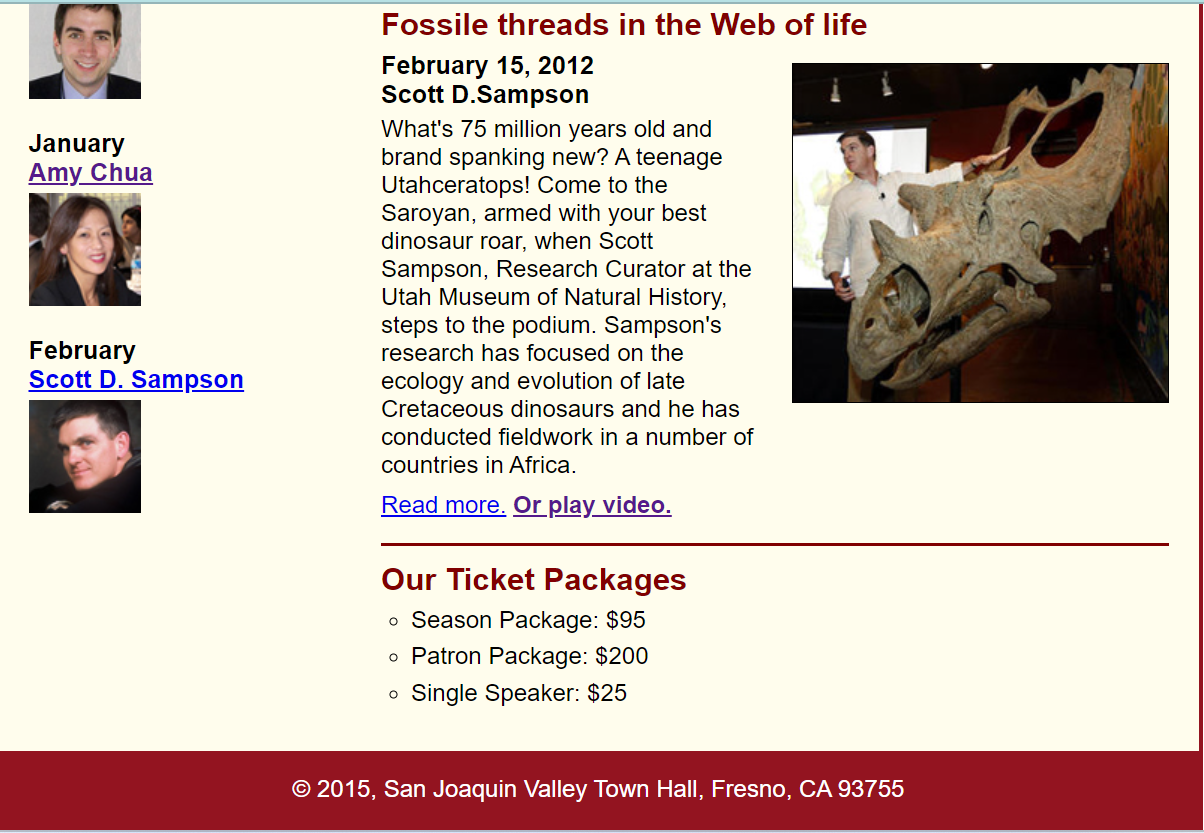 January
Amy Chua
February
Scott D. Sampson
Fossile threads in the Web of life
February 15, 2012
Scott D.Sampson
What's 75 million years old and
brand spanking new? A teenage
Utahceratops! Come to the
Saroyan, armed with your best
dinosaur roar, when Scott
Sampson, Research Curator at the
Utah Museum of Natural History,
steps to the podium. Sampson's
research has focused on the
ecology and evolution of late
Cretaceous dinosaurs and he has
conducted fieldwork in a number of
countries in Africa.
Read more. Or play video.
Our Ticket Packages
Season Package: $95
Patron Package: $200
Single Speaker: $25
© 2015, San Joaquin Valley Town Hall, Fresno, CA 93755